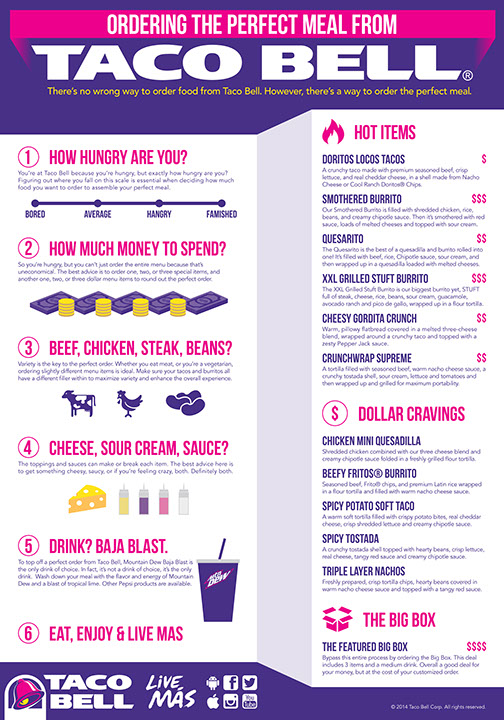 ORDERING THE PERFECT MEAL FROM
TACO BELL®
There's no wrong way to order food from Taco Bell. However, there's a way to order the perfect meal.
1 HOW HUNGRY ARE YOU?
You're at Taco Bell because you're hungry, but exactly how hungry are you?
Figuring out where you fall on this scale is essential when deciding how much
food you want to order to assemble your perfect meal.
BORED AVERAGE HANGRY FAMISHED
2 HOW MUCH MONEY TO SPEND?
So you're hungry, but you can't just order the entire menu because that's
uneconomical. The best advice is to order one, two, or three special items, and
another one, two, or three dollar menu items to round out the perfect order.
3 BEEF, CHICKEN, STEAK, BEANS?
Variety is the key to the perfect order. Whether you eat meat, or you're a vegetarian,
ordering slightly different menu items is ideal. Make sure your tacos and burritos all
have a different filler within to maximize variety and enhance the overall experience.
4 CHEESE, SOUR CREAM, SAUCE?
The toppings and sauces can make or break each item. The best advice here is
to get something cheesy, saucy, or if you're feeling crazy, both. Definitely both.
5 DRINK? BAJA BLAST.
To top off a perfect order from Taco Bell, Mountain Dew Baja Blast is
the only drink of choice. In fact, it's not a drink of choice, it's the only
drink. Wash down your meal with the flavor and energy of Mountain
Dew and a blast of tropical lime. Other Pepsi products are available.
MTN DEW
6 EAT, ENJOY & LIVE MAS
HOT ITEMS
DORITOS LOCOS TACOS $
A crunchy taco made with premium seasoned beef, crisp
lettuce, and real cheddar cheese, in a shell made from Nacho
Cheese or Cool Ranch Doritos® Chips.
SMOTHERED BURRITO $$$
Our Smothered Burrito is filled with shredded chicken, rice,
beans, and creamy chipotle sauce. Then it's smothered with red
sauce, loads of melted cheeses and topped with sour cream.
QUESARITO $$
The Quesarito is the best of a quesadilla and burrito rolled into
one! It's filled with beef, rice, Chipotle sauce, sour cream, and
then wrapped up in a quesadilla loaded with melted cheeses.
XXL GRILLED STUFT BURRITO $$$
The XXL Grilled Stuft Burrito is our biggest burrito yet, STUFT
full of steak, cheese, rice, beans, sour cream, guacamole,
avocado ranch and pico de gallo, wrapped up in a flour tortilla.
CHEESY GORDITA CRUNCH $$
Warm, pillowy flatbread covered in a melted three-cheese
blend, wrapped around a crunchy taco and topped with a
zesty Pepper Jack sauce.
CRUNCHWRAP SUPREME $$
A tortilla filled with seasoned beef, warm nacho cheese sauce, a
crunchy tostada shell, sour cream, lettuce and tomatoes and
then wrapped up and grilled for maximum portability.
$ DOLLAR CRAVINGS
CHICKEN MINI QUESADILLA
Shredded chicken combined with our three cheese blend and
creamy chipotle sauce folded in a freshly grilled flour tortilla.
BEEFY FRITOS® BURRITO
Seasoned beef, Frito® chips, and premium Latin rice wrapped
in a flour tortilla and filled with warm nacho cheese sauce.
SPICY POTATO SOFT TACO
A warm soft tortilla filled with crispy potato bites, real cheddar
cheese, crisp shredded lettuce and creamy chipotle sauce.
SPICY TOSTADA
A crunchy tostada shell topped with hearty beans, crisp lettuce,
real cheese, tangy red sauce and creamy chipotle sauce.
TRIPLE LAYER NACHOS
Freshly prepared, crisp tortilla chips, hearty beans covered in
warm nacho cheese sauce and topped with a tangy red sauce.
THE BIG BOX
THE FEATURED BIG BOX $$$$
Bypass this entire process by ordering the Big Box. This deal
includes 3 items and a medium drink. Overall a good deal for
your money, but at the cost of your customized order.
TACO
BELL
LIVE
MÁS
You
Tube
© 2014 Taco Bell Corp. All rights reserved.